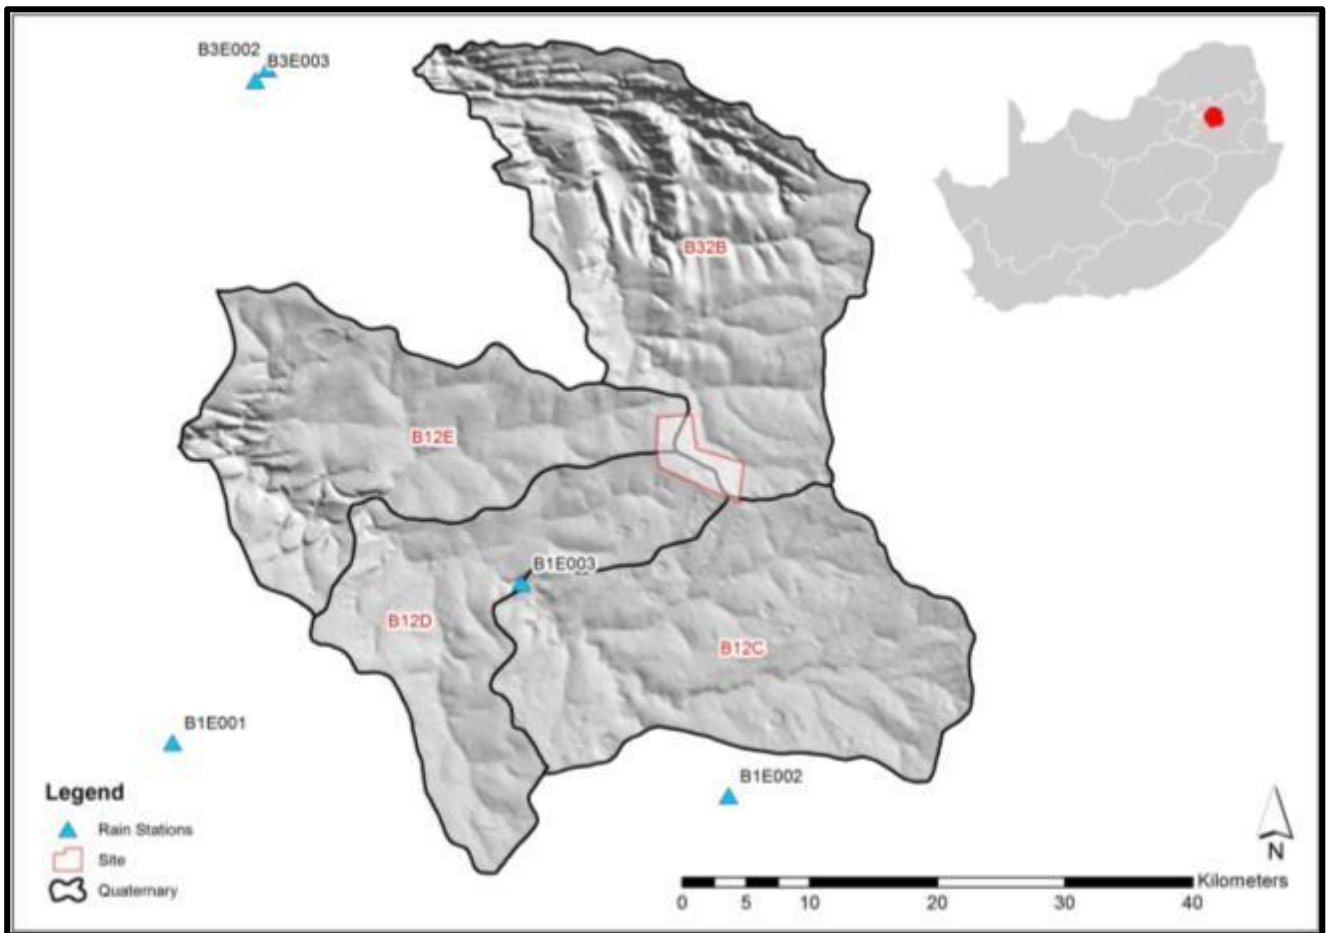 B3E002
B3E003
B32B
B12E
B1E003
B12D
B12C
B1E001
B1E002
Legend
Rain Stations
Site
Quaternary
N
Kilometers
0 5 10 20 30 40